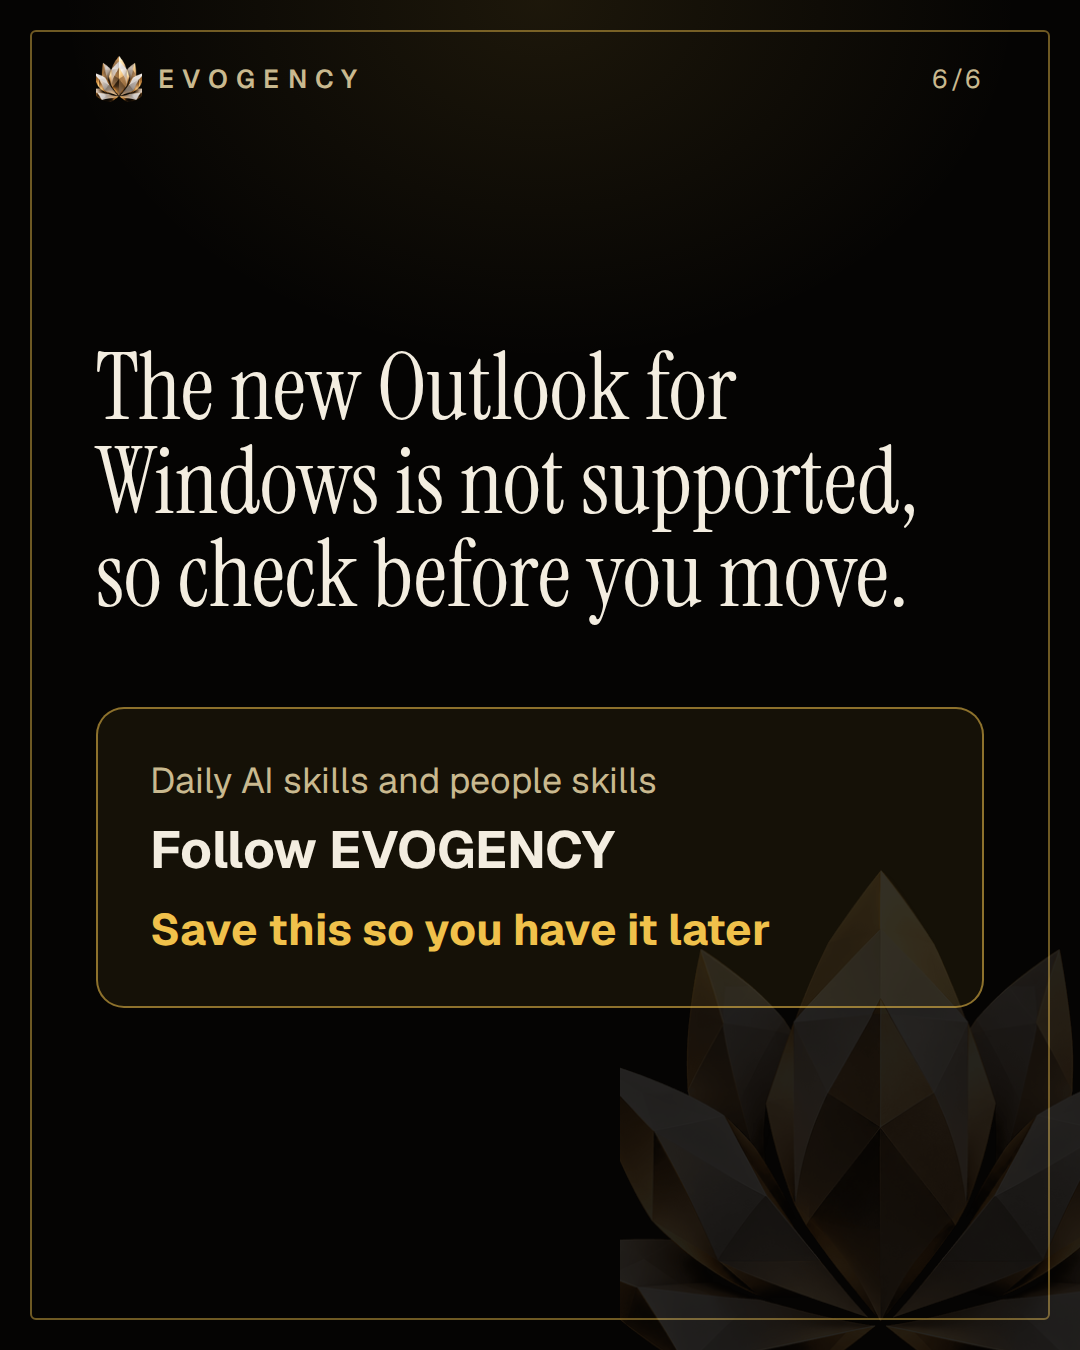 EVOGENCY
6/6
The new Outlook for
Windows is not supported,
so check before you move.
Daily AI skills and people skills
Follow EVOGENCY
Save this so you have it later